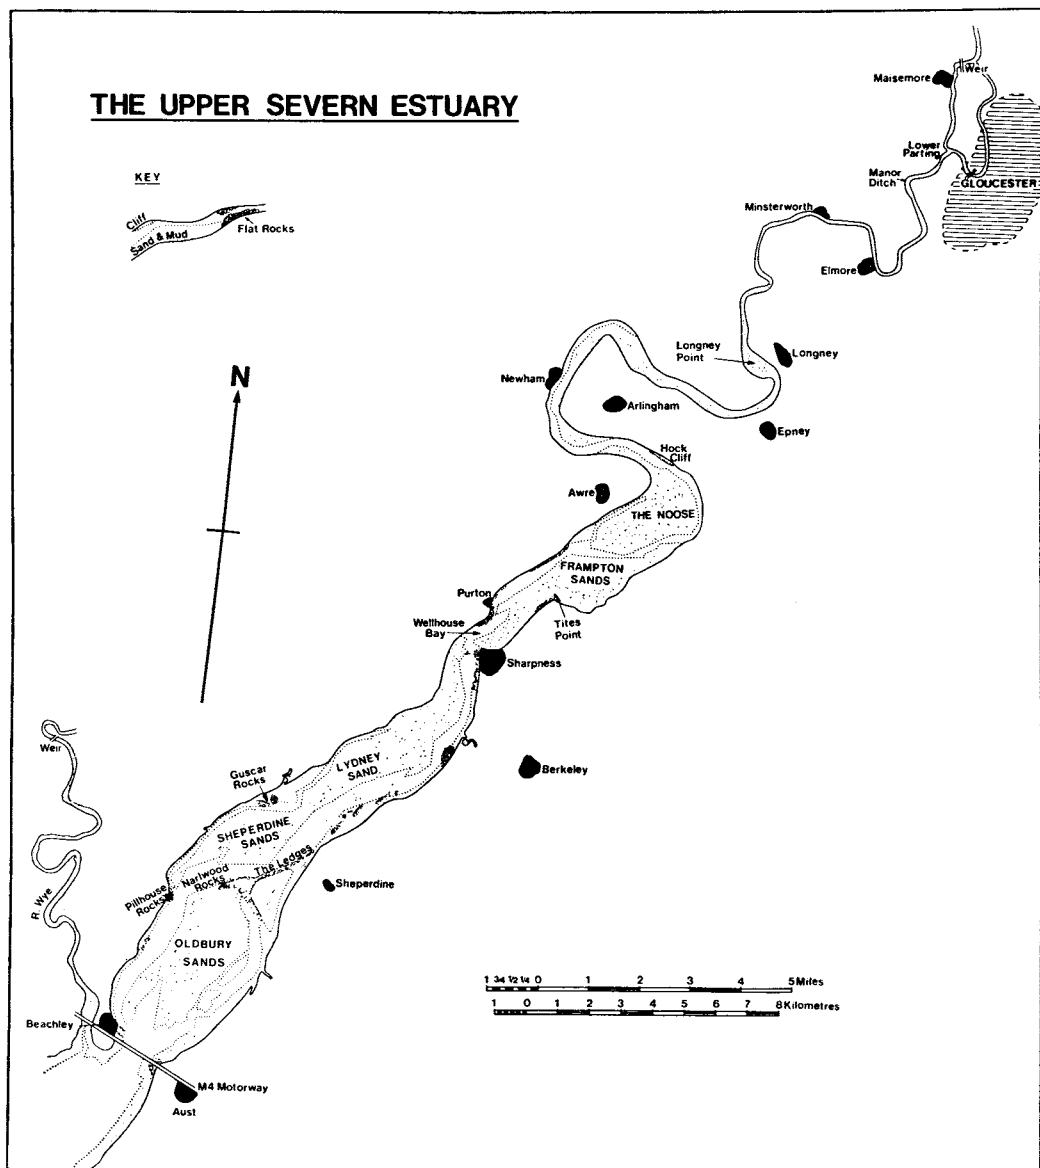 THE UPPER SEVERN ESTUARY
KEY
Cliff
Sand & Mud
Flat Rocks
Maisemore
Weir
Lower
Parting
Manor
Ditch
GLOUCESTER
Minsterworth
Elmore
Longney
Point
Longney
Newham
Arlingham
Epney
Hock
Cliff
N
Awre
THE NOOSE
FRAMPTON
SANDS
Purton
Wellhouse
Bay
Tites
Point
Sharpness
Weir
LYDNEY
SAND
Berkeley
Guscar
Rocks
SHEPERDINE
SANDS
The Ledges
Narlwood
Rocks
Pillhouse
Rocks
Sheperdine
R. Wye
OLDBURY
SANDS
1 3/4 1/2 1/4 0 1 2 3 4 5 Miles
1 0 1 2 3 4 5 6 7 8 Kilometres
Beachley
M4 Motorway
Aust